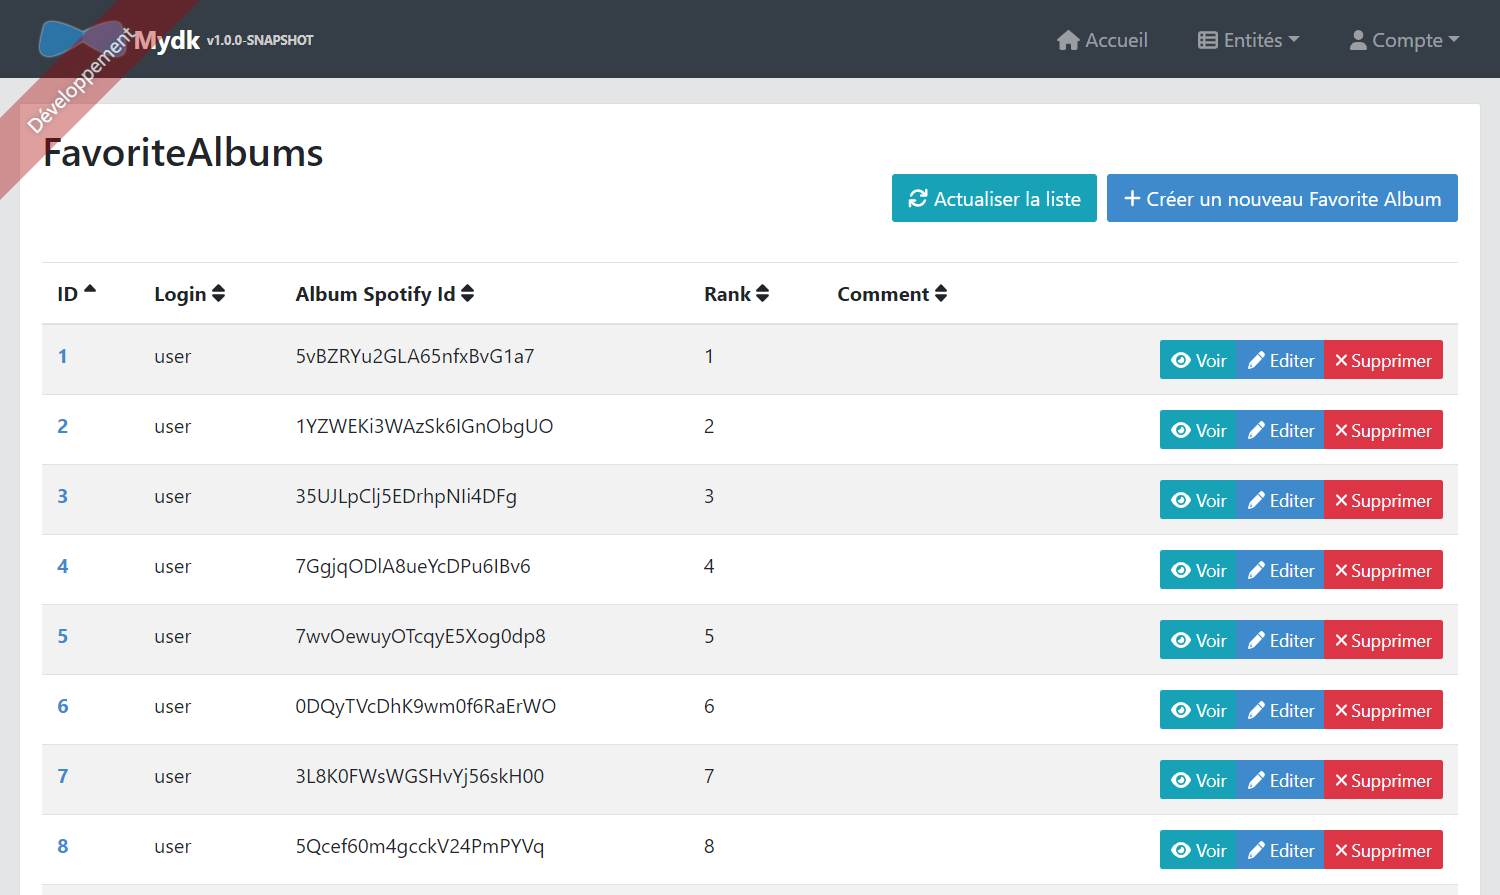 Mydk v1.0.0-SNAPSHOT
Accueil Entités Compte
Développement
FavoriteAlbums
Actualiser la liste Créer un nouveau Favorite Album
ID Login Album Spotify Id Rank Comment
1 user 5vBZRYu2GLA65nfxBvG1a7 1 Voir Editer Supprimer
2 user 1YZWEKi3WAzSk6IGnObgUO 2 Voir Editer Supprimer
3 user 35UJLpClj5EDrhpNIi4DFg 3 Voir Editer Supprimer
4 user 7GgjqODlA8ueYcDPu6IBv6 4 Voir Editer Supprimer
5 user 7wvOewuyOTcqyE5Xog0dp8 5 Voir Editer Supprimer
6 user 0DQyTVcDhK9wm0f6RaErWO 6 Voir Editer Supprimer
7 user 3L8K0FWsWGSHvYj56skH00 7 Voir Editer Supprimer
8 user 5Qcef60m4gcckV24PmPYVq 8 Voir Editer Supprimer